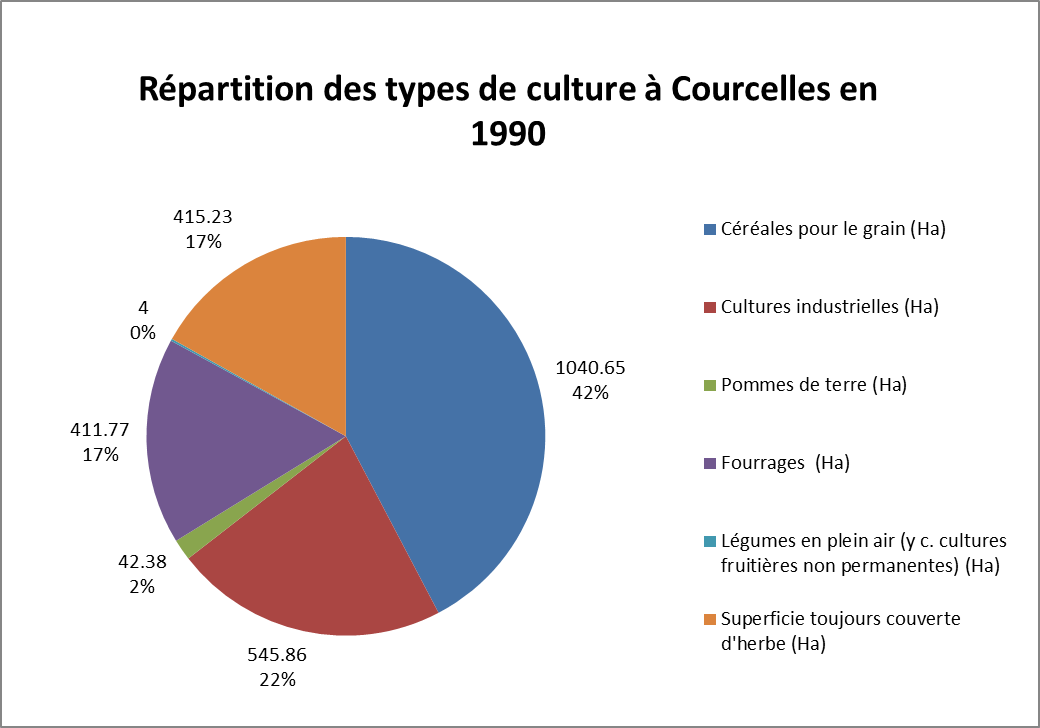 Répartition des types de culture à Courcelles en
1990
415.23
17%
4
0%
411.77
17%
42.38
2%
545.86
22%
1040.65
42%
Céréales pour le grain (Ha)
Cultures industrielles (Ha)
Pommes de terre (Ha)
Fourrages  (Ha)
Légumes en plein air (y c. cultures
fruitières non permanentes) (Ha)
Superficie toujours couverte
d'herbe (Ha)